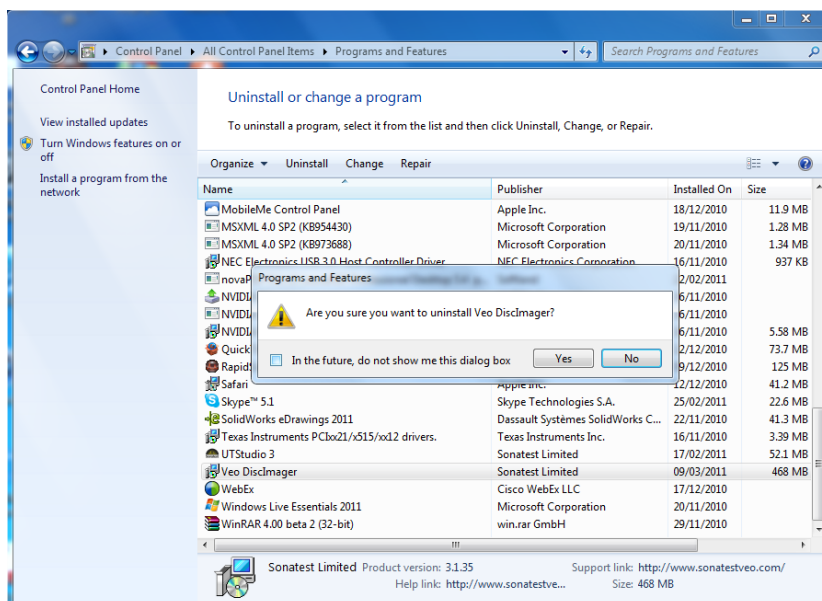 Control Panel ▸ All Control Panel Items ▸ Programs and Features
Search Programs and Features
Control Panel Home
View installed updates
Turn Windows features on or
off
Install a program from the
network
Uninstall or change a program
To uninstall a program, select it from the list and then click Uninstall, Change, or Repair.
Organize Uninstall Change Repair
Name Publisher Installed On Size
MobileMe Control Panel Apple Inc. 18/12/2010 11.9 MB
MSXML 4.0 SP2 (KB954430) Microsoft Corporation 19/11/2010 1.28 MB
MSXML 4.0 SP2 (KB973688) Microsoft Corporation 20/11/2010 1.34 MB
NEC Electronics USB 3.0 Host Controller Driver NEC Electronics Corporation 16/11/2010 937 KB
Programs and Features
Are you sure you want to uninstall Veo DiscImager?
In the future, do not show me this dialog box Yes No
novaP 2/02/2011
NVIDI 6/11/2010
NVIDI 6/11/2010
NVIDI 6/11/2010 5.58 MB
Quick 2/12/2010 73.7 MB
Rapid 9/12/2010 125 MB
Safari Apple Inc. 12/12/2010 41.2 MB
Skype™ 5.1 Skype Technologies S.A. 25/02/2011 22.6 MB
SolidWorks eDrawings 2011 Dassault Systèmes SolidWorks C... 22/11/2010 41.3 MB
Texas Instruments PCIxx21/x515/xx12 drivers. Texas Instruments Inc. 16/11/2010 3.39 MB
UTStudio 3 Sonatest Limited 17/02/2011 52.1 MB
Veo DiscImager Sonatest Limited 09/03/2011 468 MB
WebEx Cisco WebEx LLC 17/12/2010
Windows Live Essentials 2011 Microsoft Corporation 20/11/2010
WinRAR 4.00 beta 2 (32-bit) win.rar GmbH 29/11/2010
Sonatest Limited Product version: 3.1.35 Support link: http://www.sonatestveo.com/
Help link: http://www.sonatestve... Size: 468 MB